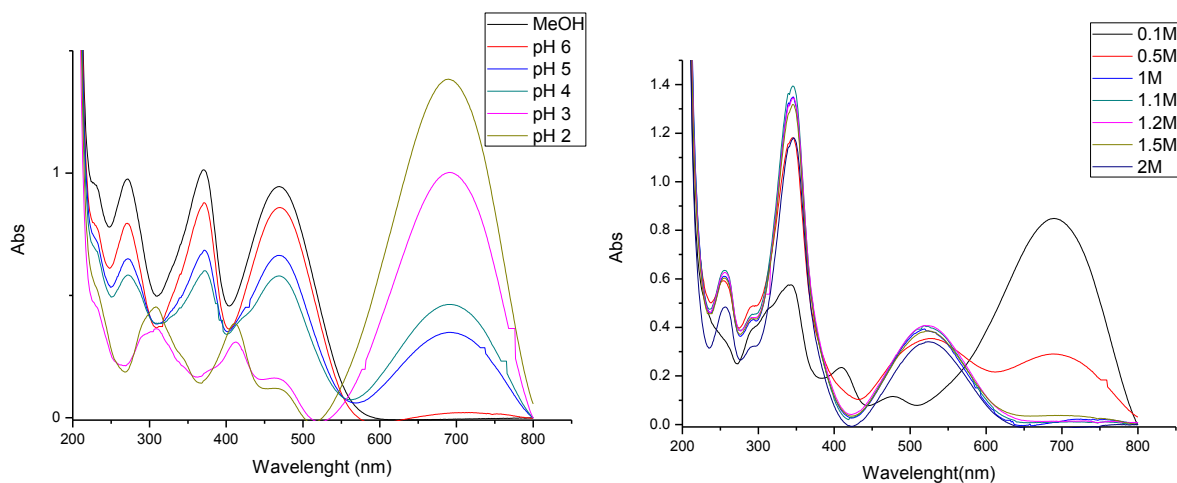 MeOH
pH 6
pH 5
pH 4
pH 3
pH 2
1
0
Abs
200 300 400 500 600 700 800
Wavelenght (nm)
0.1M
0.5M
1M
1.1M
1.2M
1.5M
2M
1.4
1.2
1.0
0.8
0.6
0.4
0.2
0.0
Abs
200 300 400 500 600 700 800
Wavelenght(nm)